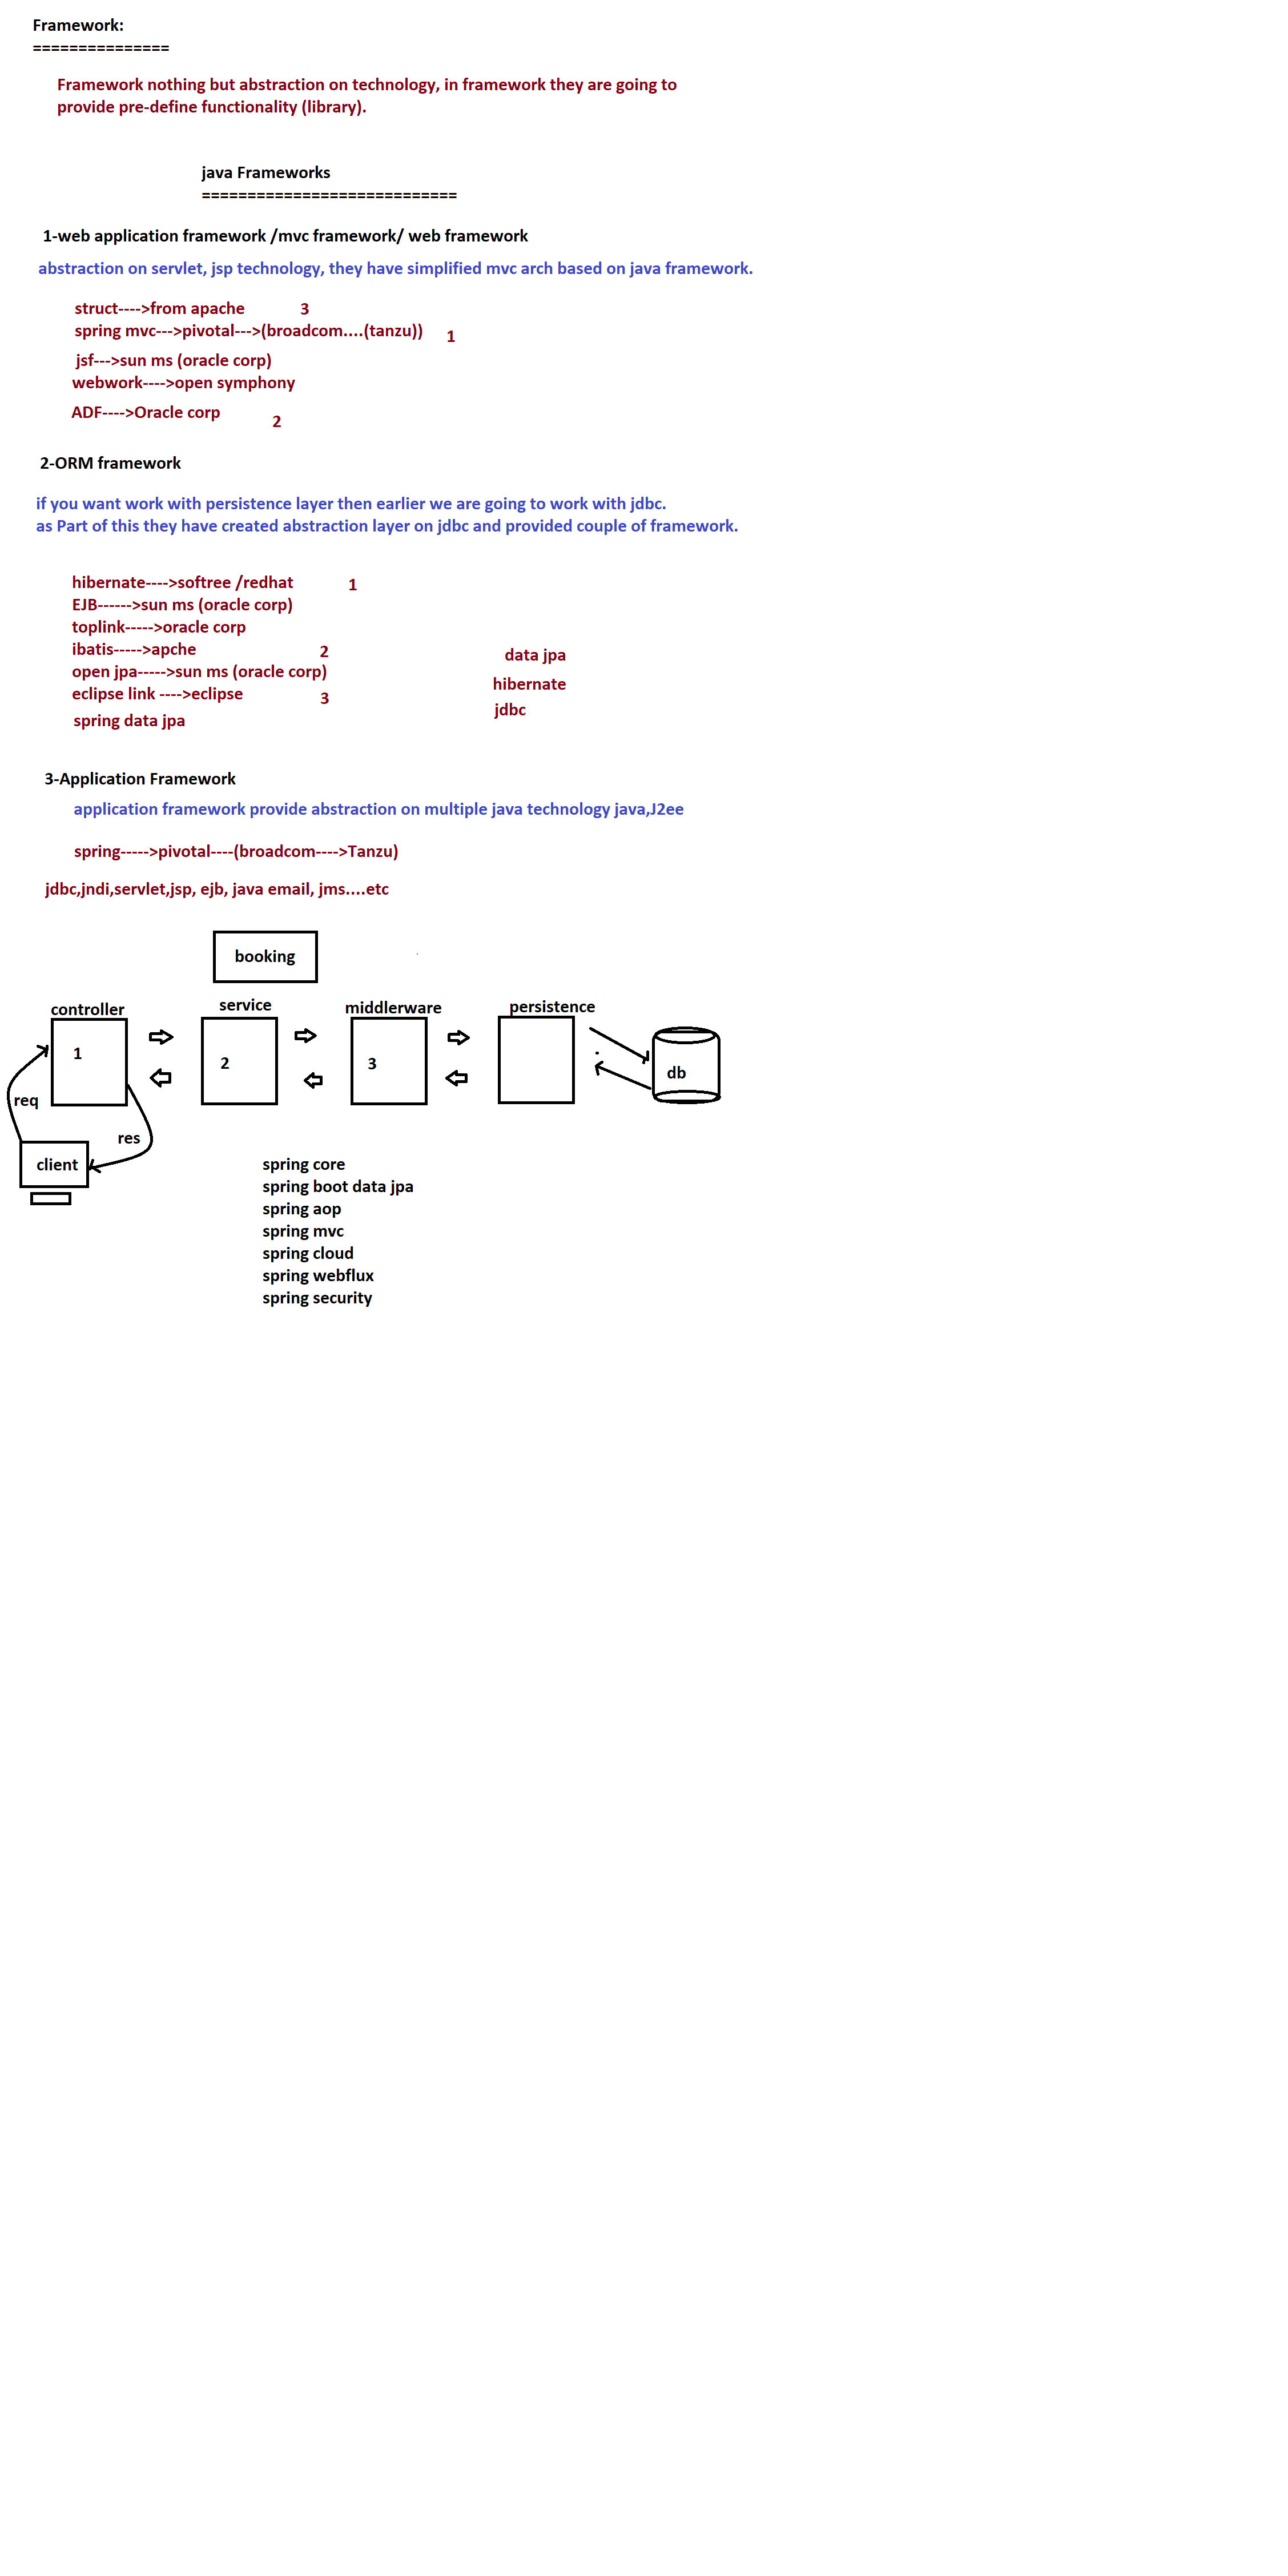 Framework:
===============
Framework nothing but abstraction on technology, in framework they are going to
provide pre-define functionality (library).
java Frameworks
============================
1-web application framework /mvc framework/ web framework
abstraction on servlet, jsp technology, they have simplified mvc arch based on java framework.
struct---->from apache 3
spring mvc--->pivotal--->(broadcom....(tanzu)) 1
jsf--->sun ms (oracle corp)
webwork---->open symphony
ADF---->Oracle corp 2
2-ORM framework
if you want work with persistence layer then earlier we are going to work with jdbc.
as Part of this they have created abstraction layer on jdbc and provided couple of framework.
hibernate---->softree /redhat 1
EJB------>sun ms (oracle corp)
toplink----->oracle corp
ibatis----->apche 2
data jpa
open jpa----->sun ms (oracle corp)
hibernate
eclipse link ---->eclipse 3
jdbc
spring data jpa
3-Application Framework
application framework provide abstraction on multiple java technology java,J2ee
spring----->pivotal----(broadcom---->Tanzu)
jdbc,jndi,servlet,jsp, ejb, java email, jms....etc
booking
controller service middlerware persistence
1 2 3 db
req
res
client
spring core
spring boot data jpa
spring aop
spring mvc
spring cloud
spring webflux
spring security